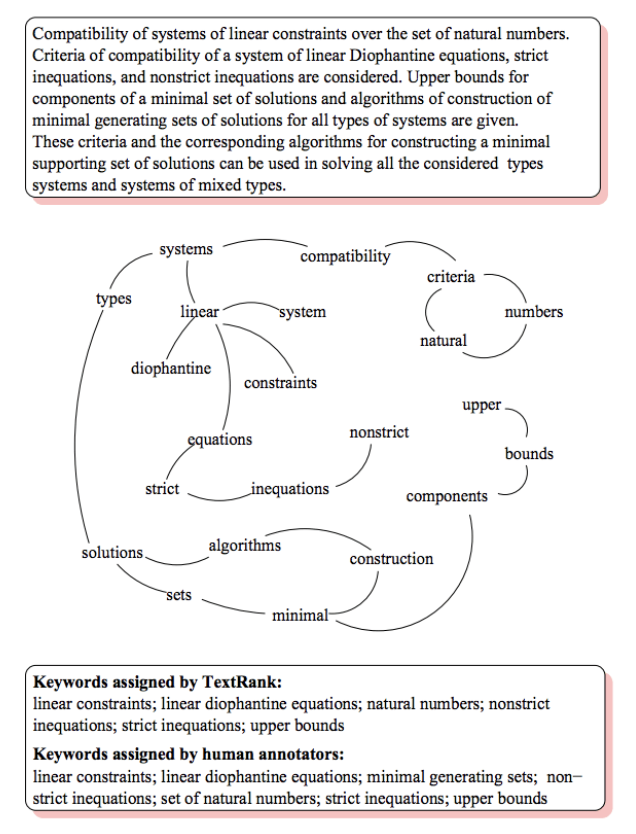 Compatibility of systems of linear constraints over the set of natural numbers.
Criteria of compatibility of a system of linear Diophantine equations, strict
inequations, and nonstrict inequations are considered. Upper bounds for
components of a minimal set of solutions and algorithms of construction of
minimal generating sets of solutions for all types of systems are given.
These criteria and the corresponding algorithms for constructing a minimal
supporting set of solutions can be used in solving all the considered types
systems and systems of mixed types.
systems
compatibility
criteria
types
linear
system
numbers
natural
diophantine
constraints
upper
nonstrict
equations
bounds
strict
inequations
components
algorithms
solutions
construction
sets
minimal
Keywords assigned by TextRank:
linear constraints; linear diophantine equations; natural numbers; nonstrict
inequations; strict inequations; upper bounds
Keywords assigned by human annotators:
linear constraints; linear diophantine equations; minimal generating sets; non−
strict inequations; set of natural numbers; strict inequations; upper bounds